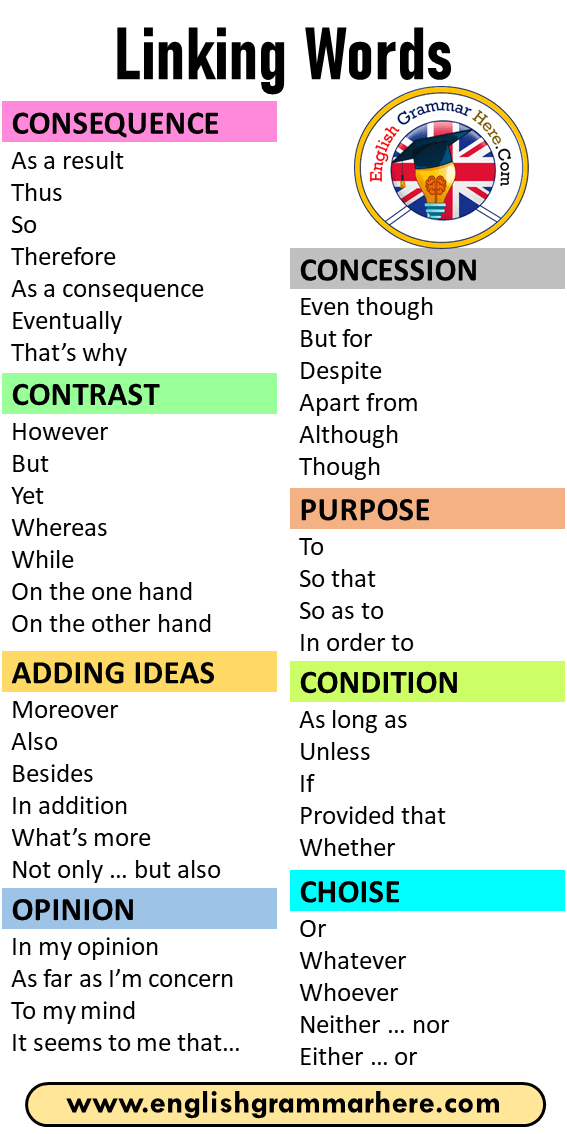 Linking Words
CONSEQUENCE
As a result
Thus
So
Therefore
As a consequence
Eventually
That's why
CONTRAST
However
But
Yet
Whereas
While
On the one hand
On the other hand
ADDING IDEAS
Moreover
Also
Besides
In addition
What's more
Not only ... but also
OPINION
In my opinion
As far as I'm concern
To my mind
It seems to me that...
English Grammar Here.Com
CONCESSION
Even though
But for
Despite
Apart from
Although
Though
PURPOSE
To
So that
So as to
In order to
CONDITION
As long as
Unless
If
Provided that
Whether
CHOISE
Or
Whatever
Whoever
Neither ... nor
Either ... or
www.englishgrammarhere.com